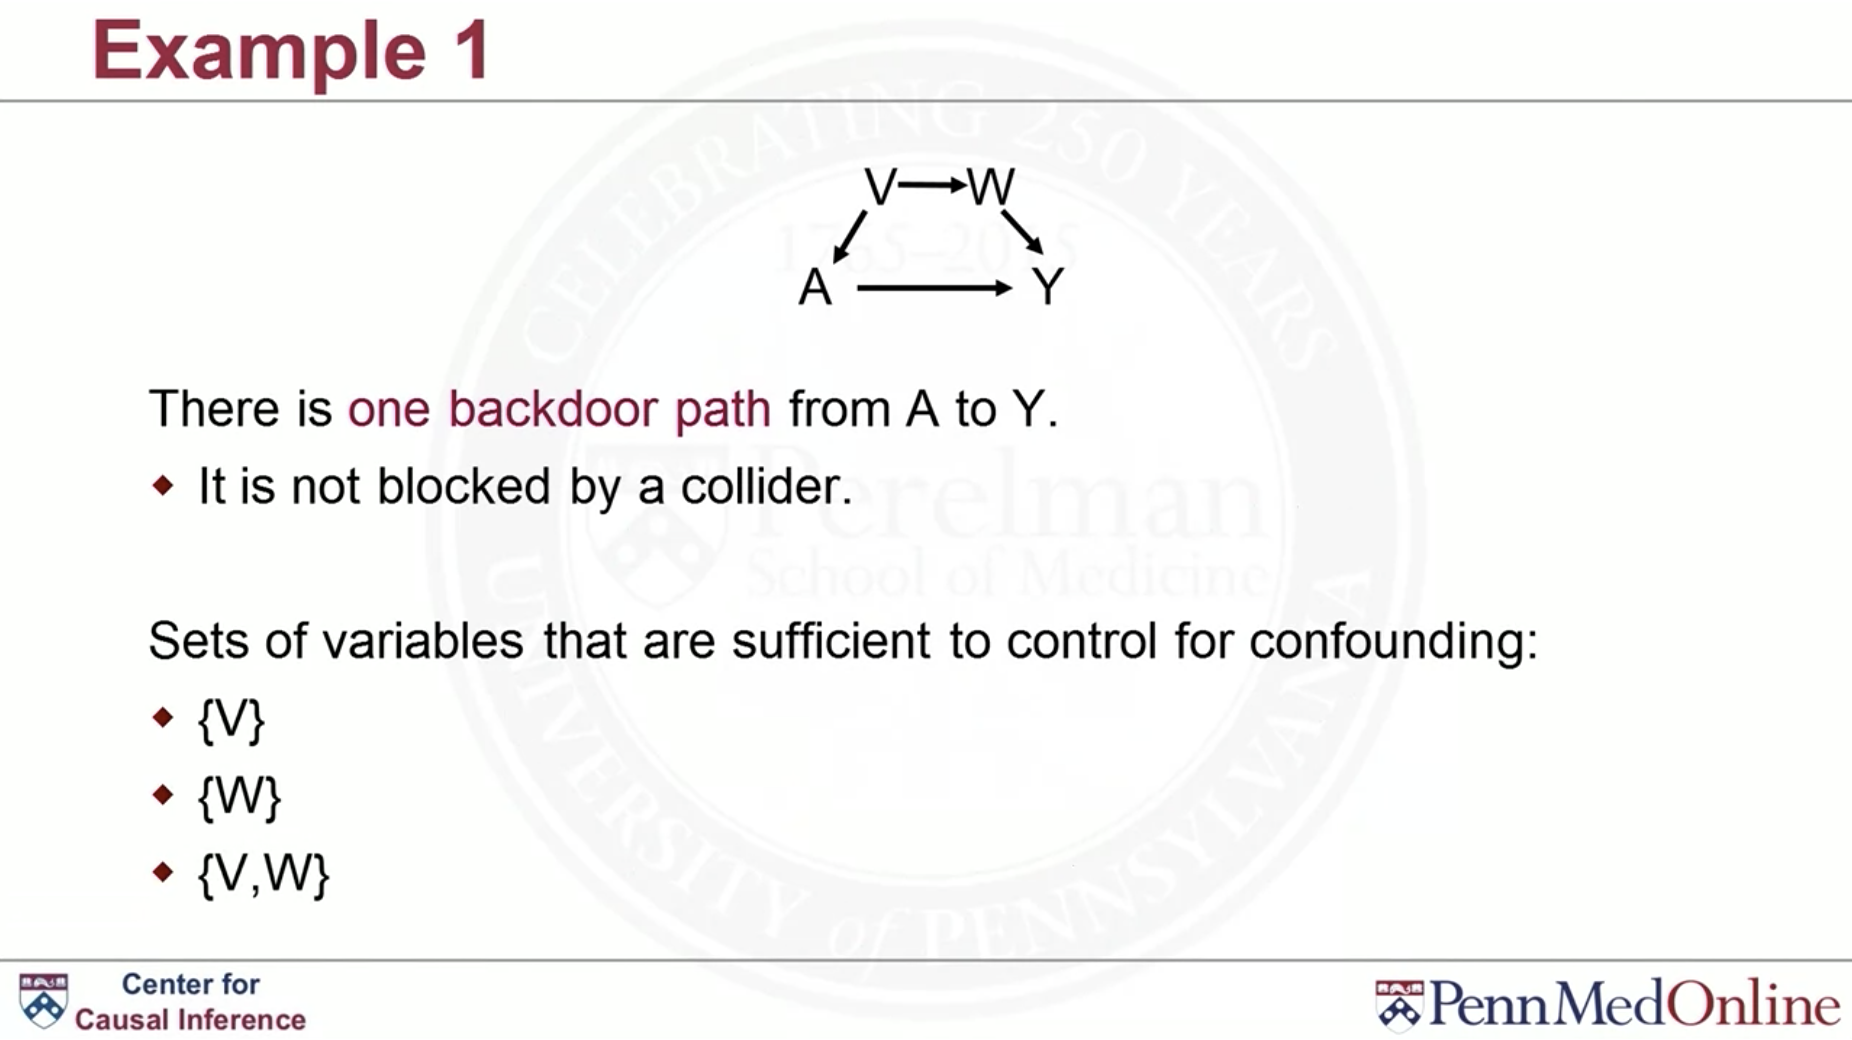 Example 1
V W
A Y
There is one backdoor path from A to Y.
It is not blocked by a collider.
Sets of variables that are sufficient to control for confounding:
{V}
{W}
{V,W}
CELEBRATING 250 YEARS
1765–2015
Perelman
School of Medicine
UNIVERSITY of PENNSYLVANIA
Center for
Causal Inference
PennMedOnline